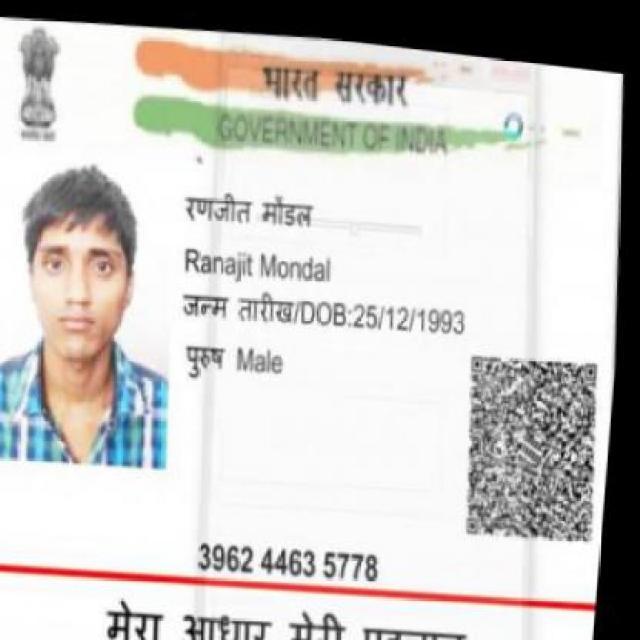 भारत सरकार
GOVERNMENT OF INDIA
रणजीत मोंडल
Ranajit Mondal
जन्म तारीख/DOB:25/12/1993
पुरुष Male
3962 4463 5778
मेरा आधार मेरी पहचान